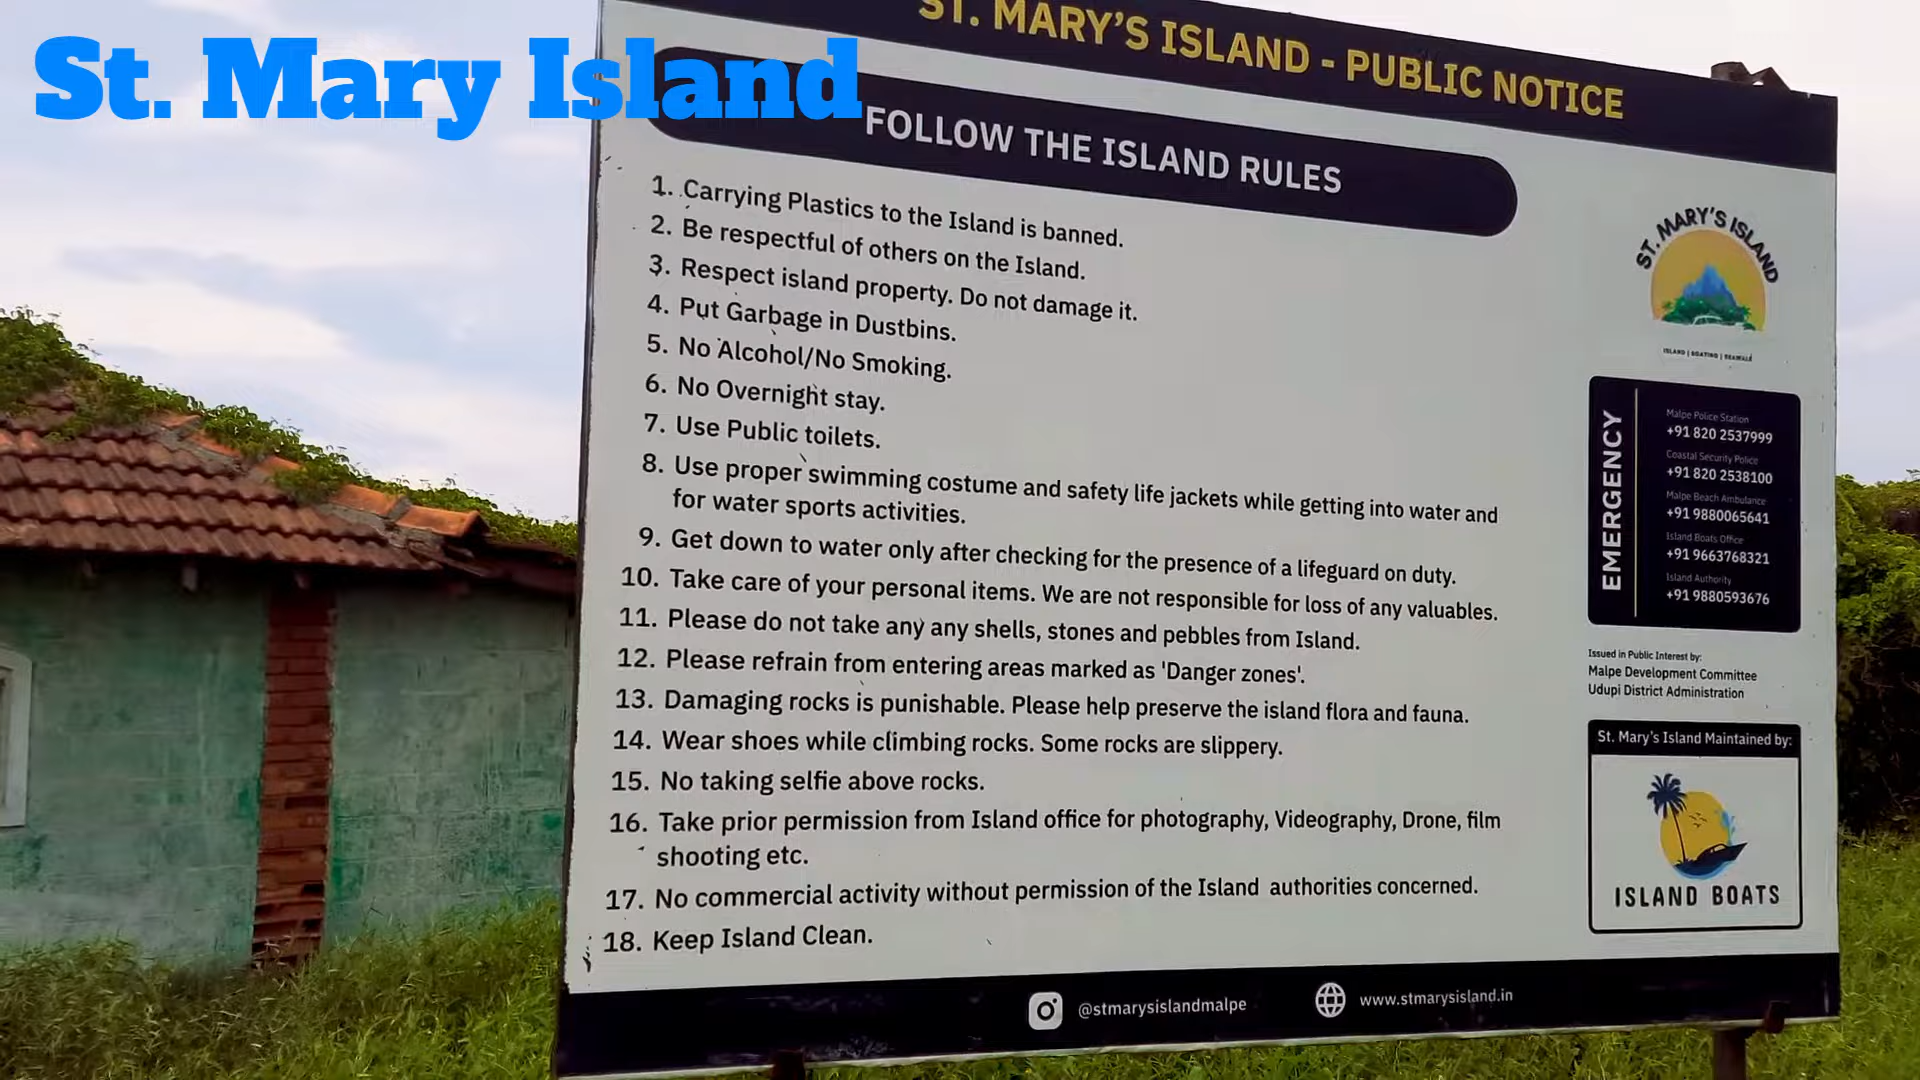 St. Mary Island
ST. MARY'S ISLAND - PUBLIC NOTICE
FOLLOW THE ISLAND RULES
1. Carrying Plastics to the Island is banned.
2. Be respectful of others on the Island.
3. Respect island property. Do not damage it.
4. Put Garbage in Dustbins.
5. No Alcohol/No Smoking.
6. No Overnight stay.
7. Use Public toilets.
8. Use proper swimming costume and safety life jackets while getting into water and
for water sports activities.
9. Get down to water only after checking for the presence of a lifeguard on duty.
10. Take care of your personal items. We are not responsible for loss of any valuables.
11. Please do not take any any shells, stones and pebbles from Island.
12. Please refrain from entering areas marked as 'Danger zones'.
13. Damaging rocks is punishable. Please help preserve the island flora and fauna.
14. Wear shoes while climbing rocks. Some rocks are slippery.
15. No taking selfie above rocks.
16. Take prior permission from Island office for photography, Videography, Drone, film
shooting etc.
17. No commercial activity without permission of the Island authorities concerned.
18. Keep Island Clean.
ST. MARY'S ISLAND
ISLAND | BOATING | SEAWALK
EMERGENCY
Malpe Police Station
+91 820 2537999
Coastal Security Police
+91 820 2538100
Malpe Beach Ambulance
+91 9880065641
Island Boats Office
+91 9663768321
Island Authority
+91 9880593676
Issued in Public Interest by:
Malpe Development Committee
Udupi District Administration
St. Mary's Island Maintained by:
ISLAND BOATS
@stmarysislandmalpe
www.stmarysisland.in